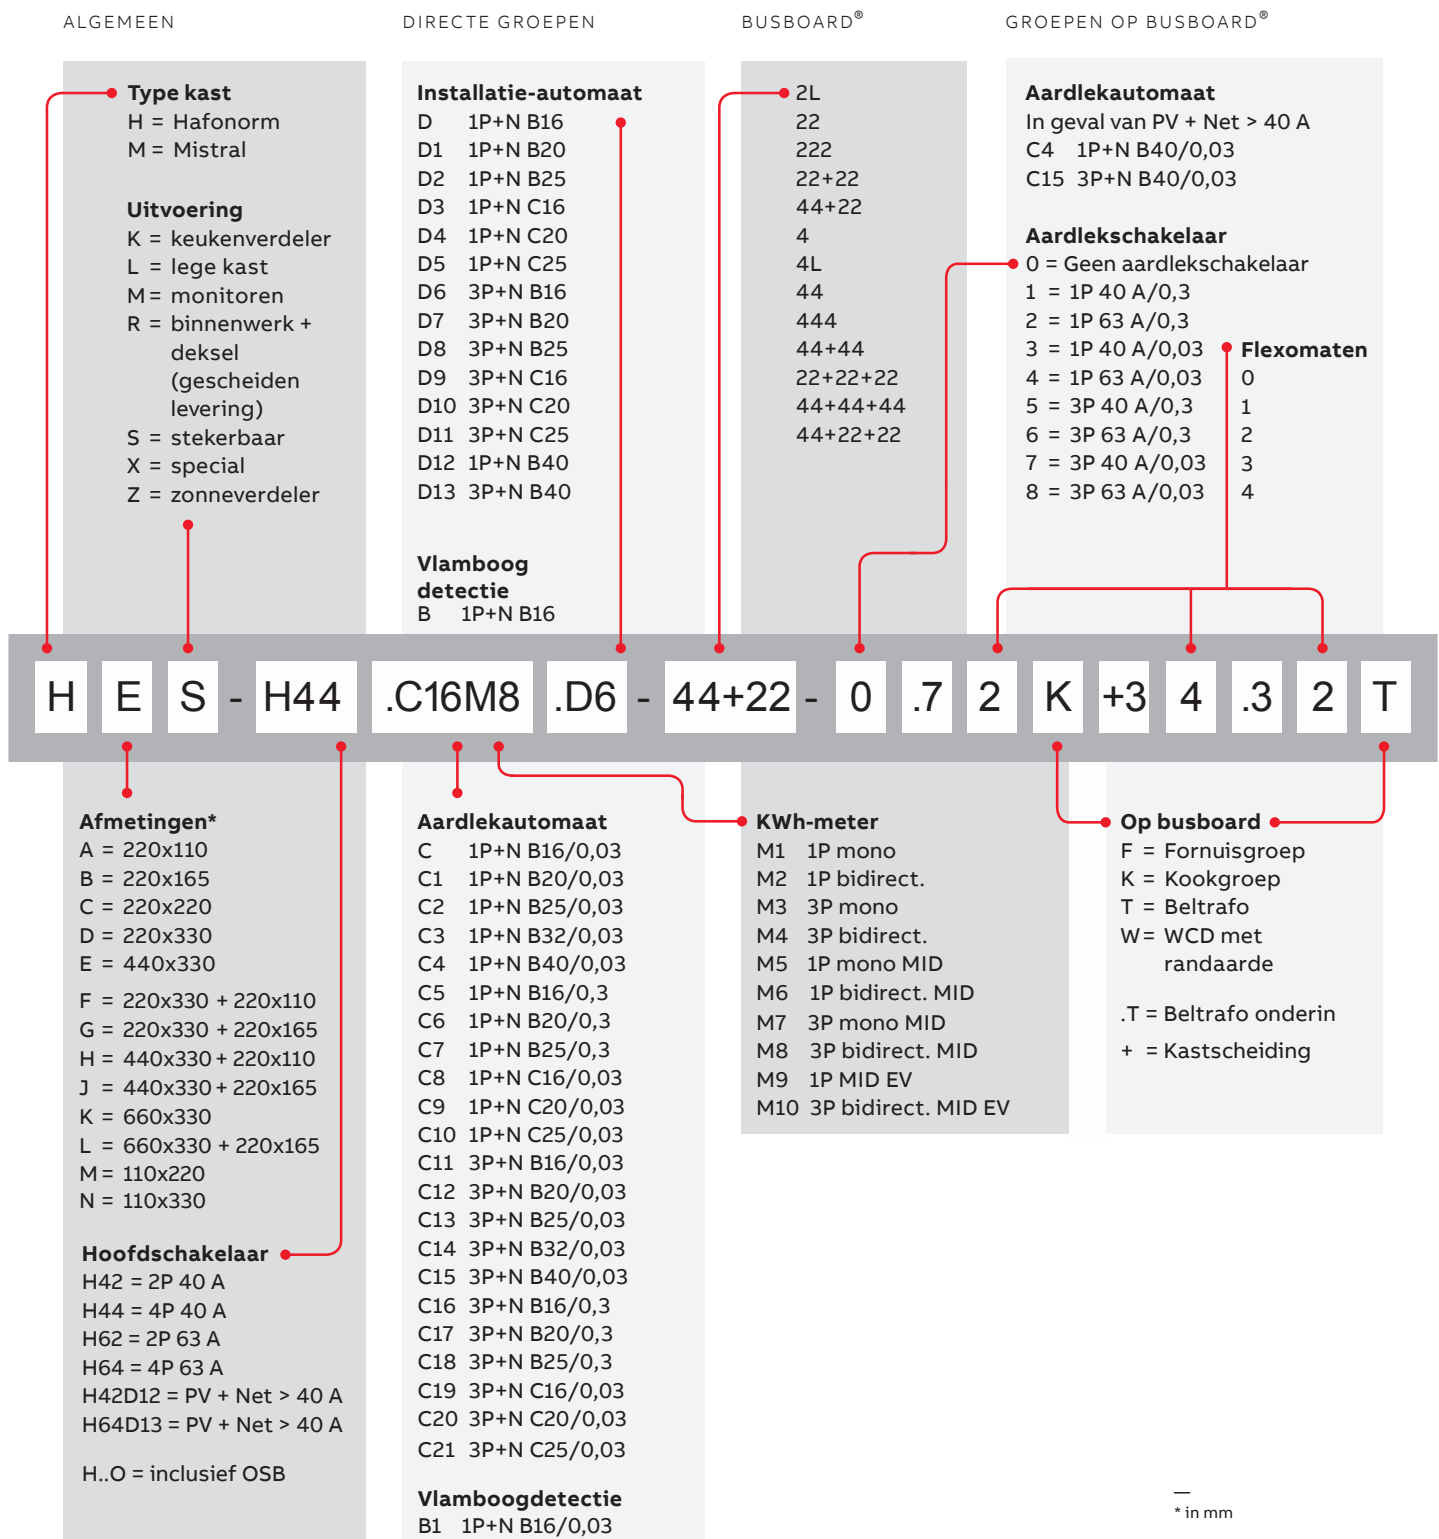 ALGEMEEN
DIRECTE GROEPEN
BUSBOARD®
GROEPEN OP BUSBOARD®
Type kast
H = Hafonorm
M = Mistral
Uitvoering
K = keukenverdeler
L = lege kast
M = monitoren
R = binnenwerk +
deksel
(gescheiden
levering)
S = stekerbaar
X = special
Z = zonneverdeler
Installatie-automaat
D 1P+N B16
D1 1P+N B20
D2 1P+N B25
D3 1P+N C16
D4 1P+N C20
D5 1P+N C25
D6 3P+N B16
D7 3P+N B20
D8 3P+N B25
D9 3P+N C16
D10 3P+N C20
D11 3P+N C25
D12 1P+N B40
D13 3P+N B40
Vlamboog
detectie
B 1P+N B16
2L
22
222
22+22
44+22
4
4L
44
444
44+44
22+22+22
44+44+44
44+22+22
Aardlekautomaat
In geval van PV + Net > 40 A
C4 1P+N B40/0,03
C15 3P+N B40/0,03
Aardlekschakelaar
0 = Geen aardlekschakelaar
1 = 1P 40 A/0,3
2 = 1P 63 A/0,3
3 = 1P 40 A/0,03
4 = 1P 63 A/0,03
5 = 3P 40 A/0,3
6 = 3P 63 A/0,3
7 = 3P 40 A/0,03
8 = 3P 63 A/0,03
Flexomaten
0
1
2
3
4
H E S - H44 .C16M8 .D6 - 44+22 - 0 .7 2 K +3 4 .3 2 T
Afmetingen*
A = 220x110
B = 220x165
C = 220x220
D = 220x330
E = 440x330
F = 220x330 + 220x110
G = 220x330 + 220x165
H = 440x330 + 220x110
J = 440x330 + 220x165
K = 660x330
L = 660x330 + 220x165
M = 110x220
N = 110x330
Hoofdschakelaar
H42 = 2P 40 A
H44 = 4P 40 A
H62 = 2P 63 A
H64 = 4P 63 A
H42D12 = PV + Net > 40 A
H64D13 = PV + Net > 40 A
H..O = inclusief OSB
Aardlekautomaat
C 1P+N B16/0,03
C1 1P+N B20/0,03
C2 1P+N B25/0,03
C3 1P+N B32/0,03
C4 1P+N B40/0,03
C5 1P+N B16/0,3
C6 1P+N B20/0,3
C7 1P+N B25/0,3
C8 1P+N C16/0,03
C9 1P+N C20/0,03
C10 1P+N C25/0,03
C11 3P+N B16/0,03
C12 3P+N B20/0,03
C13 3P+N B25/0,03
C14 3P+N B32/0,03
C15 3P+N B40/0,03
C16 3P+N B16/0,3
C17 3P+N B20/0,3
C18 3P+N B25/0,3
C19 3P+N C16/0,03
C20 3P+N C20/0,03
C21 3P+N C25/0,03
Vlamboogdetectie
B1 1P+N B16/0,03
KWh-meter
M1 1P mono
M2 1P bidirect.
M3 3P mono
M4 3P bidirect.
M5 1P mono MID
M6 1P bidirect. MID
M7 3P mono MID
M8 3P bidirect. MID
M9 1P MID EV
M10 3P bidirect. MID EV
Op busboard
F = Fornuisgroep
K = Kookgroep
T = Beltrafo
W = WCD met
randaarde
.T = Beltrafo onderin
+ = Kastscheiding
—
* in mm